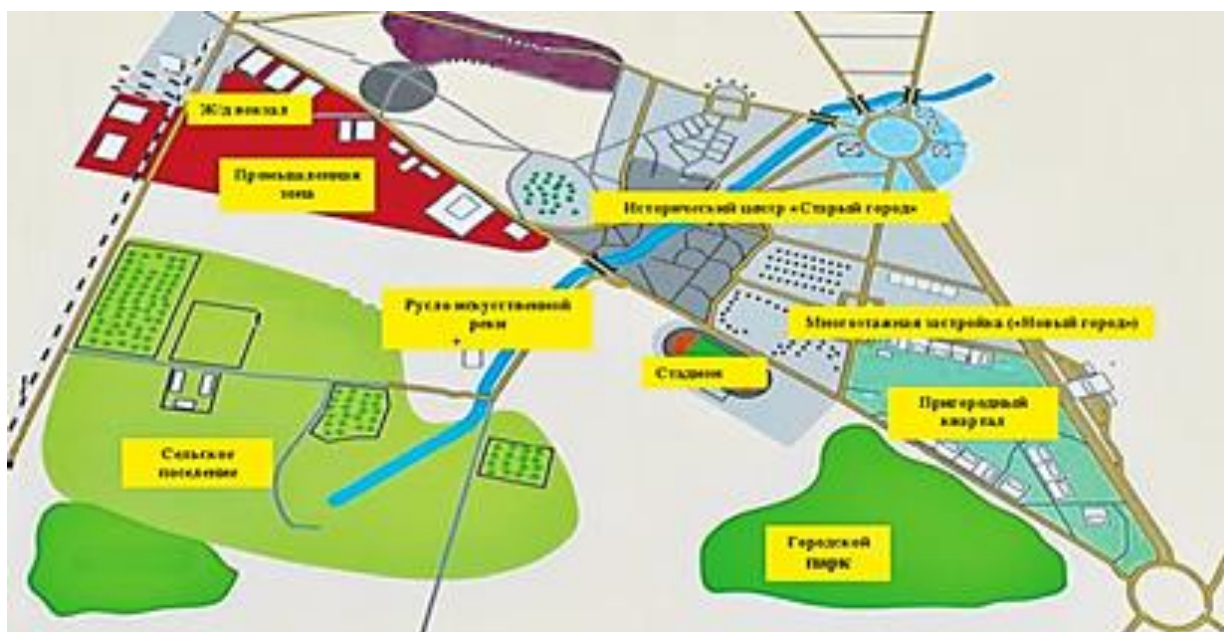 Ж/д вокзал
Промышленная
зона
Исторический центр «Старый город»
Русло искусственной
реки
+
Многоэтажная застройка («Новый город»)
Стадион
Пригородный
квартал
Сельское
поселение
Городской
парк